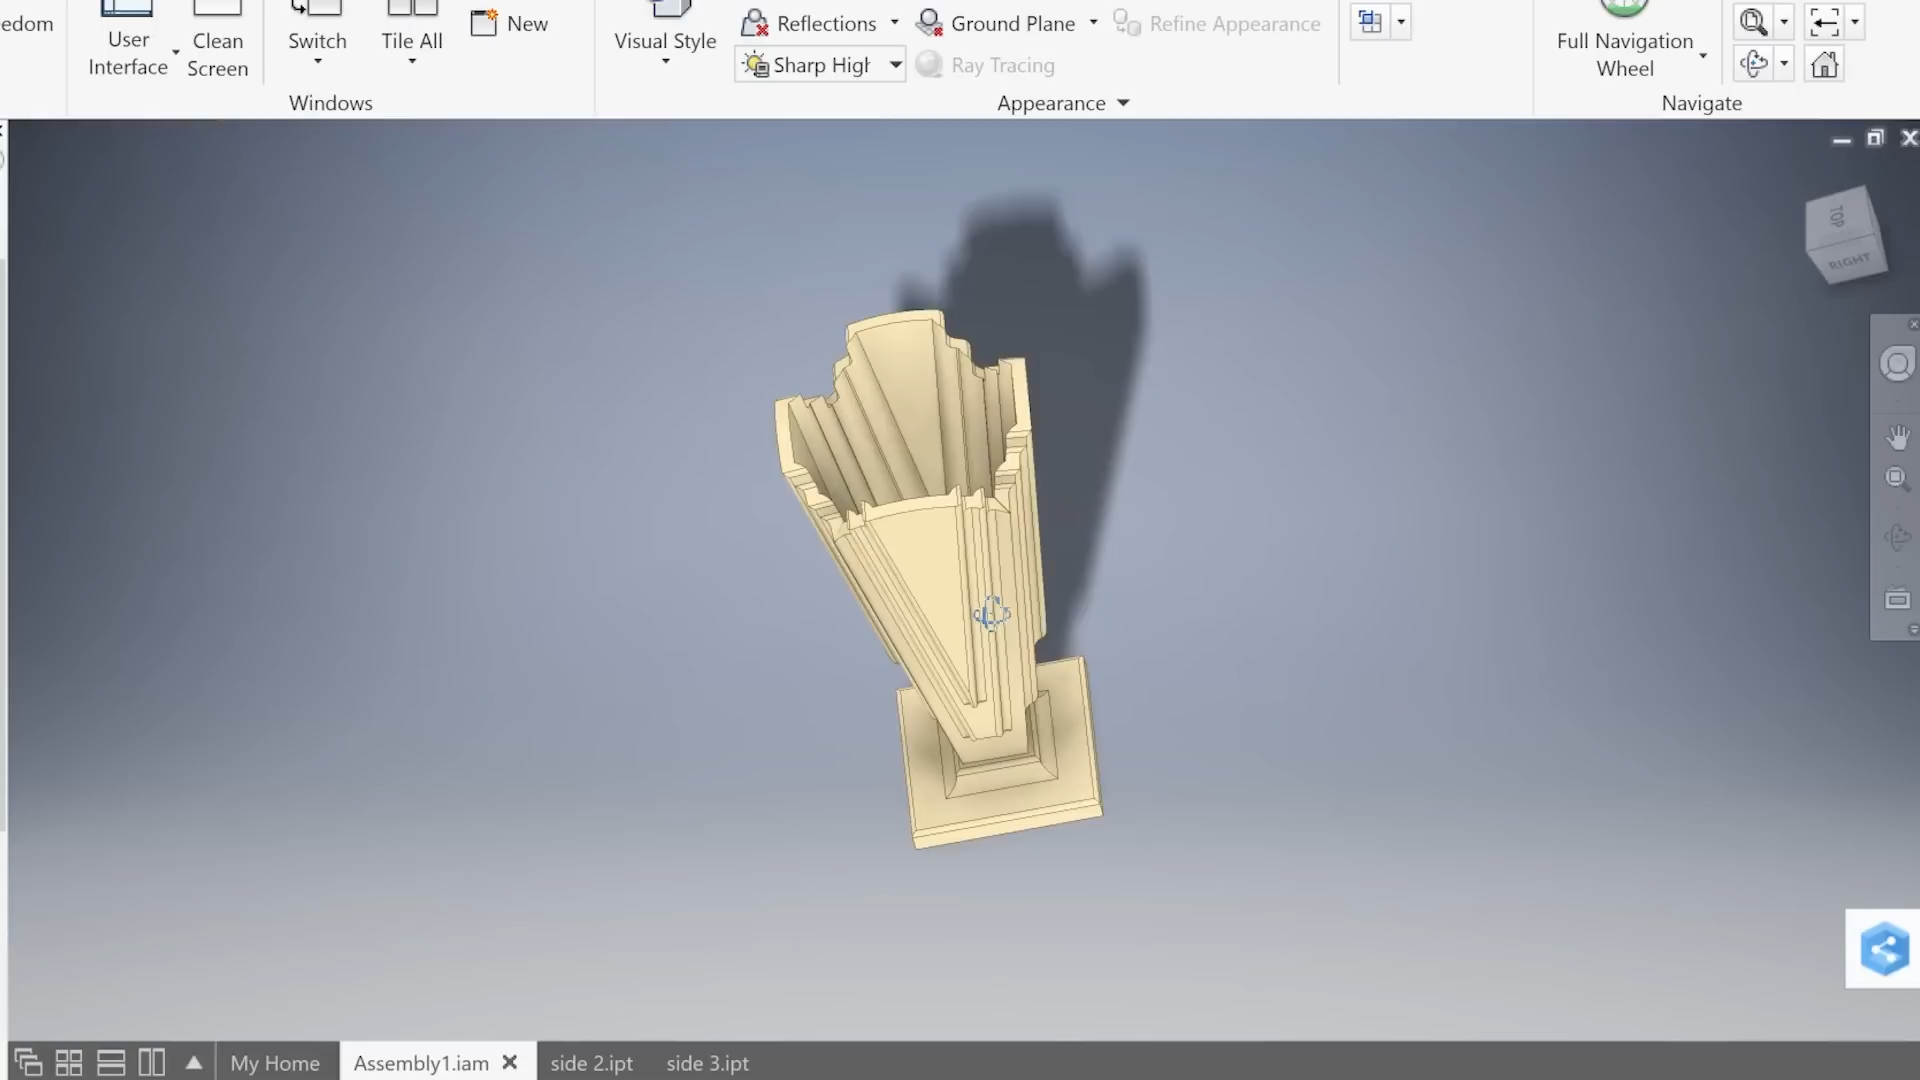 edom
User
Interface
Clean
Screen
Switch
Tile All
New
Windows
Visual Style
Reflections
Ground Plane
Refine Appearance
Sharp High
Ray Tracing
Appearance
Full Navigation
Wheel
Navigate
TOP
RIGHT
My Home
Assembly1.iam
side 2.ipt
side 3.ipt